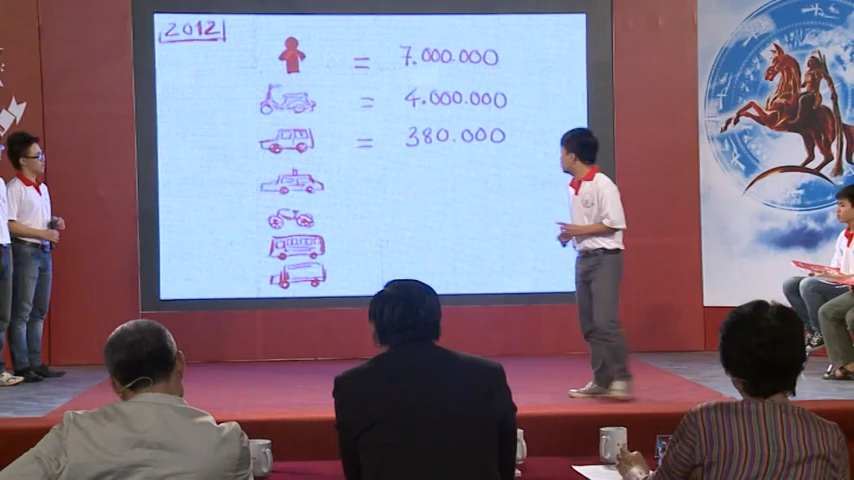 2012
= 7.000.000
= 4.000.000
= 380.000